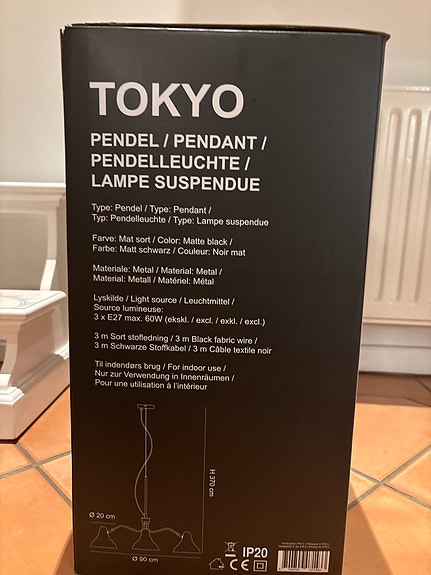 TOKYO
PENDEL / PENDANT /
PENDELLEUCHTE /
LAMPE SUSPENDUE
Type: Pendel / Type: Pendant /
Typ: Pendelleuchte / Type: Lampe suspendue
Farve: Mat sort / Color: Matte black /
Farbe: Matt schwarz / Couleur: Noir mat
Materiale: Metal / Material: Metal /
Material: Metall / Matériel: Métal
Lyskilde / Light source / Leuchtmittel /
Source lumineuse:
3 x E27 max. 60W (ekskl. / excl. / exkl. / excl.)
3 m Sort stofledning / 3 m Black fabric wire /
3 m Schwarze Stoffkabel / 3 m Câble textile noir
Til indendørs brug / For indoor use /
Nur zur Verwendung in Innenräumen /
Pour une utilisation à l'intérieur
H 370 cm
Ø 20 cm
Ø 90 cm
CE IP20